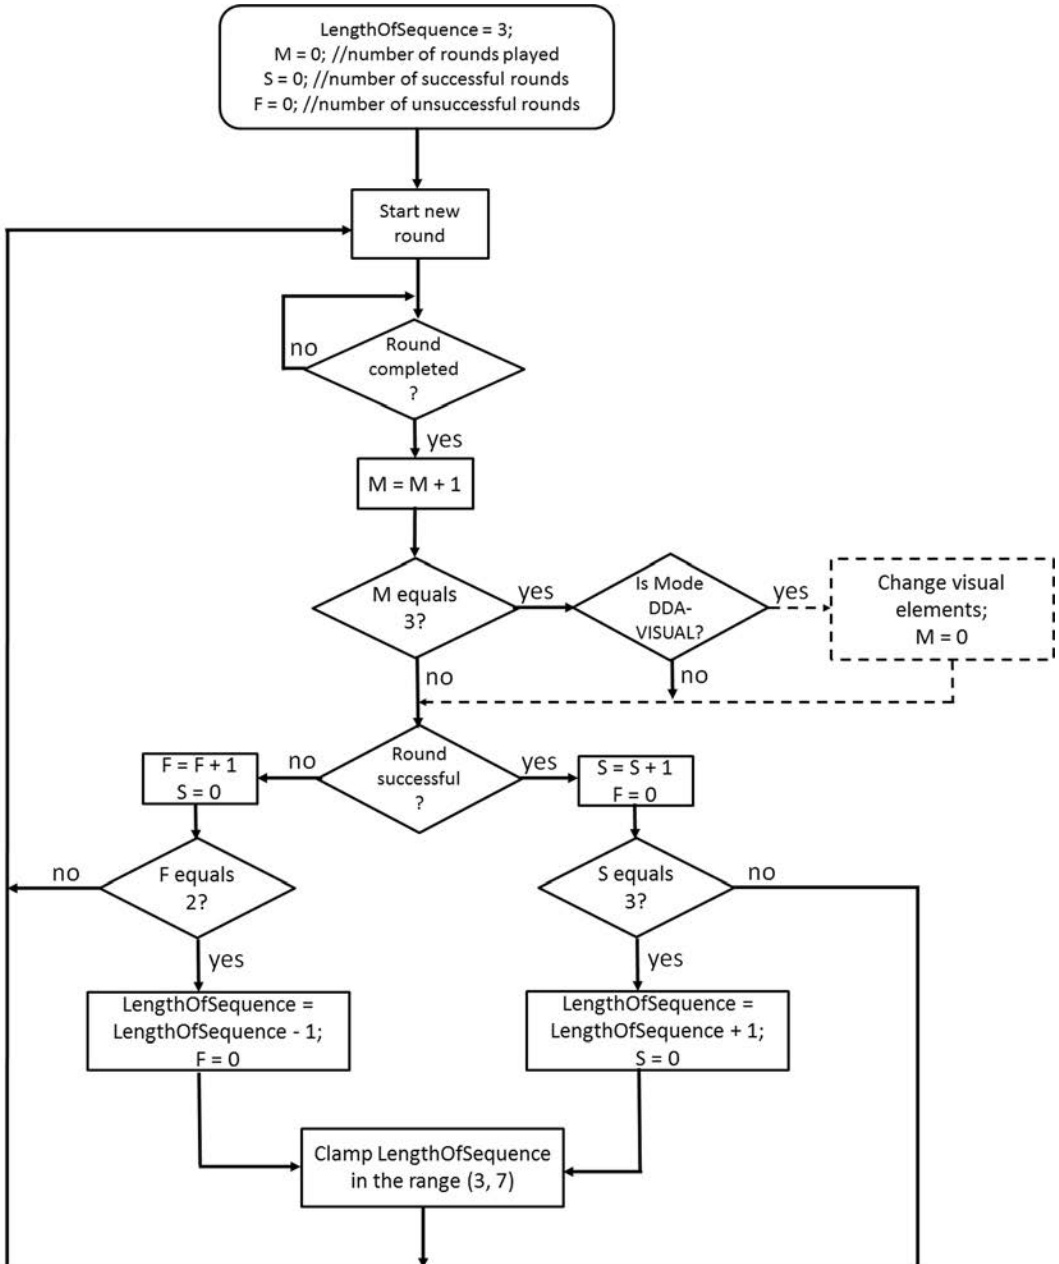 LengthOfSequence = 3;
M = 0; //number of rounds played
S = 0; //number of successful rounds
F = 0; //number of unsuccessful rounds
Start new
round
no
Round
completed
?
yes
M = M + 1
M equals
3?
yes
Is Mode
DDA-
VISUAL?
yes
Change visual
elements;
M = 0
no
no
F = F + 1
S = 0
no
Round
successful
?
yes
S = S + 1
F = 0
no
F equals
2?
S equals
3?
no
yes
yes
LengthOfSequence =
LengthOfSequence - 1;
F = 0
LengthOfSequence =
LengthOfSequence + 1;
S = 0
Clamp LengthOfSequence
in the range (3, 7)